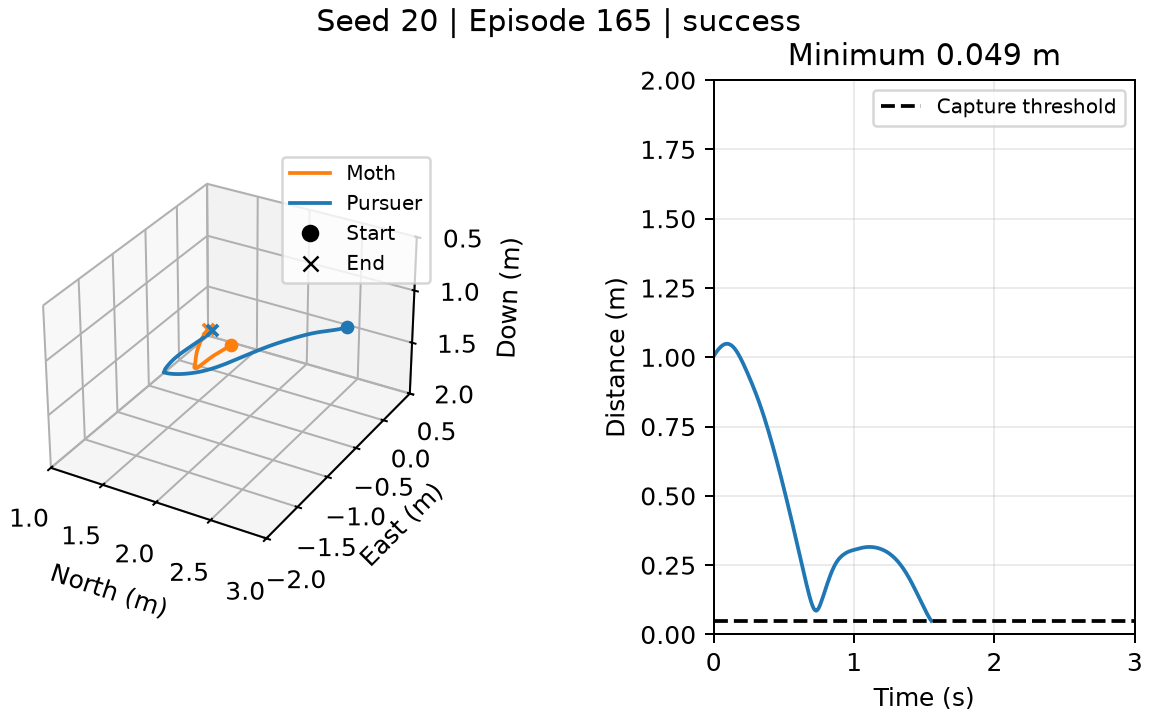 Seed 20 | Episode 165 | success
Moth
Pursuer
Start
End
0.5
1.0
1.5
2.0
Down (m)
0.5
0.0
−0.5
−1.0
−1.5
−2.0
East (m)
1.0
1.5
2.0
2.5
3.0
North (m)
Minimum 0.049 m
Capture threshold
2.00
1.75
1.50
1.25
1.00
0.75
0.50
0.25
0.00
Distance (m)
0 1 2 3
Time (s)